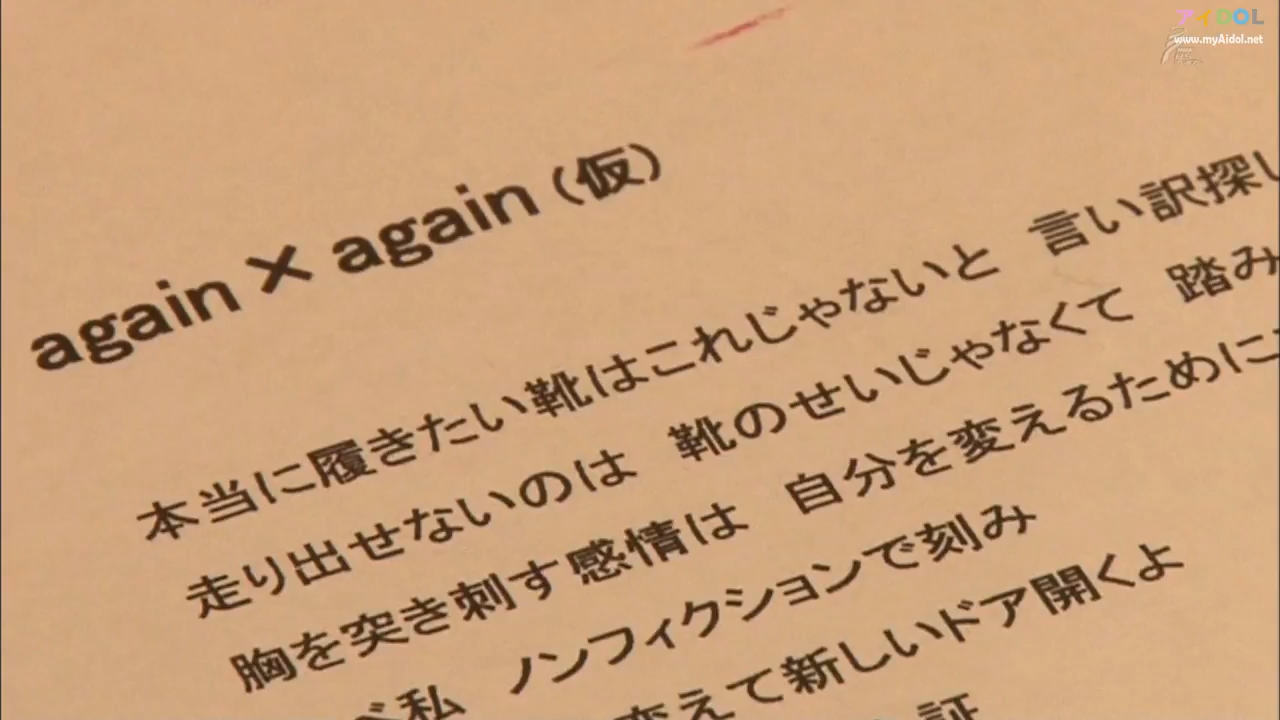 アイDOL
www.myAidol.net
again × again（仮）
本当に履きたい靴はこれじゃないと　言い訳探し
走り出せないのは　靴のせいじゃなくて　踏み
胸を突き刺す感情は　自分を変えるために
私　ノンフィクションで刻み
変えて新しいドア開くよ
証